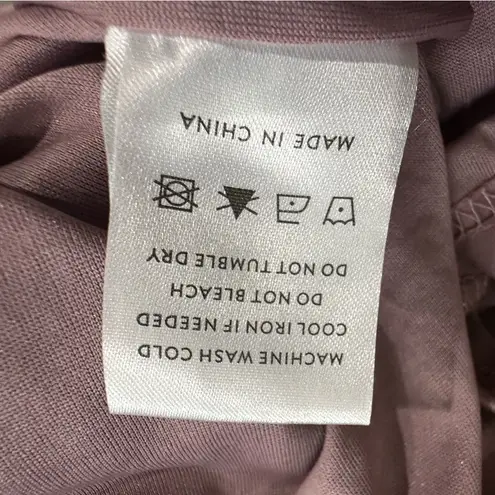 MACHINE WASH COLD
COOL IRON IF NEEDED
DO NOT BLEACH
DO NOT TUMBLE DRY
MADE IN CHINA